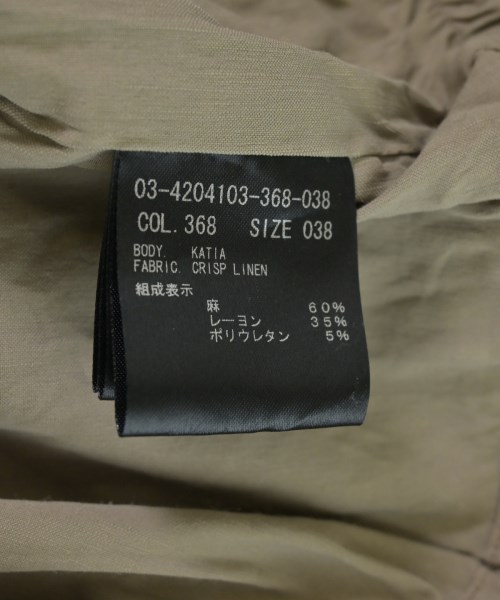 03-4204103-368-038
COL. 368 SIZE 038
BODY. KATIA
FABRIC. CRISP LINEN
組成表示
麻 60%
レーヨン 35%
ポリウレタン 5%